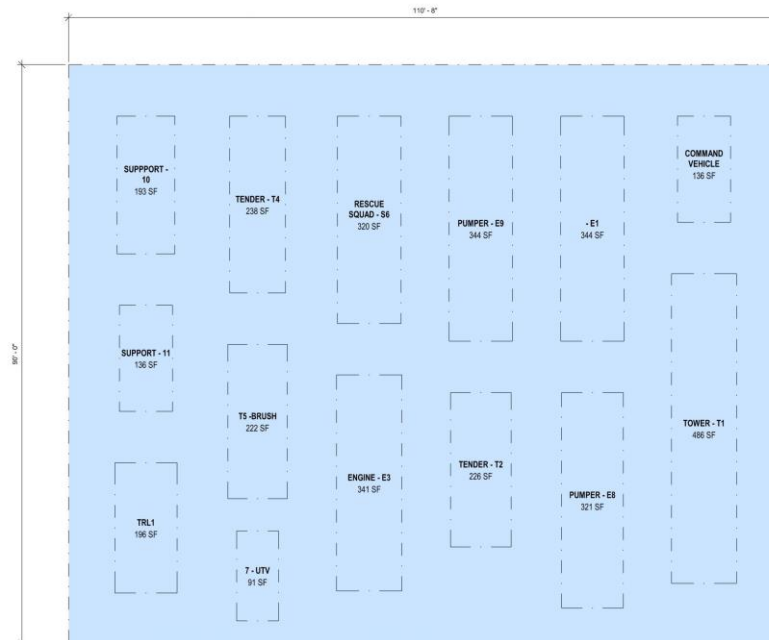 110' - 8"
SUPPPORT -
10
193 SF
TENDER - T4
238 SF
RESCUE
SQUAD - S6
320 SF
PUMPER - E9
344 SF
- E1
344 SF
COMMAND
VEHICLE
136 SF
90' - 0"
SUPPORT - 11
136 SF
T5 -BRUSH
222 SF
TOWER - T1
486 SF
ENGINE - E3
341 SF
TENDER - T2
226 SF
PUMPER - E8
321 SF
TRL1
196 SF
7 - UTV
91 SF